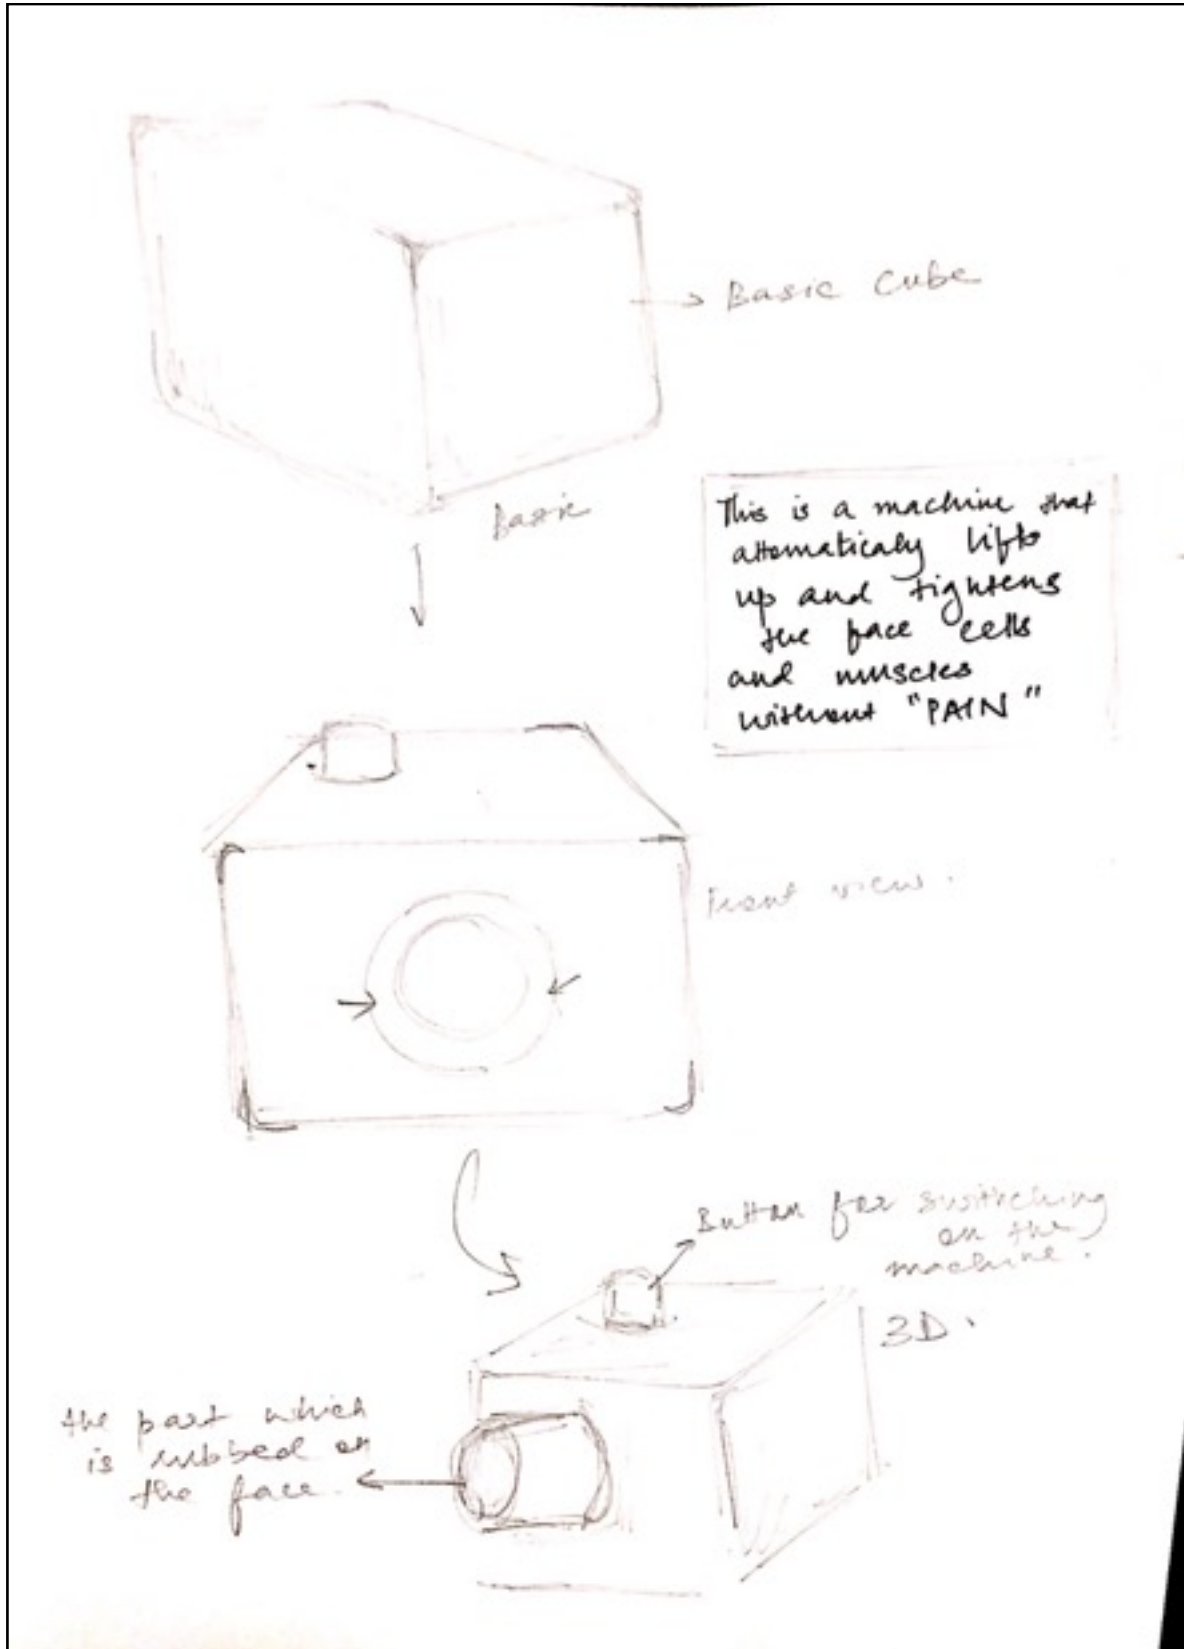 Basic Cube
Basic
This is a machine that
attomaticaly lifts
up and tightens
the face cells
and muscles
without "PAIN"
Front view.
Button for switching
on the
machine.
3D.
the part which
is rubbed on
the face.